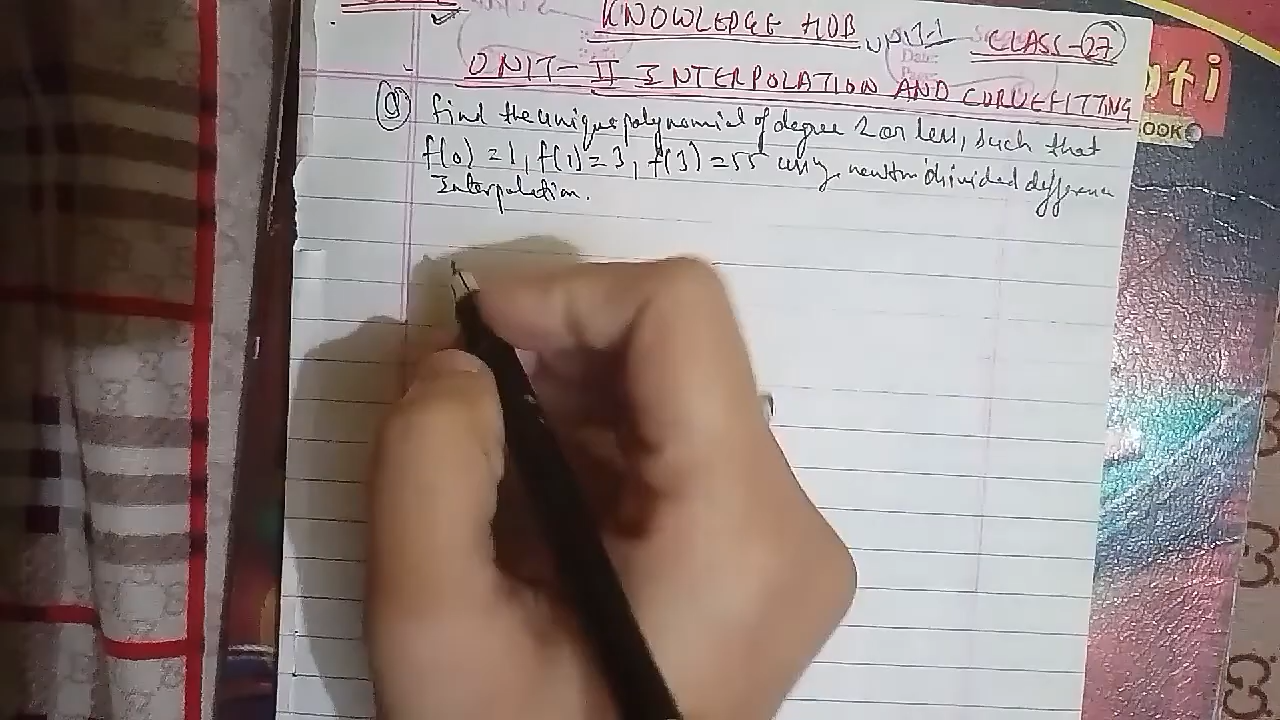 KNOWLEDGE HUB UNIT-1 CLASS-27
UNIT-II INTERPOLATION AND CURVEFITTING
Q) Find the unique polynomial of degree 2 or less, such that
f(0) = 1, f(1) = 3, f(3) = 55 using newton divided difference
Interpolation.
Date:
OOK